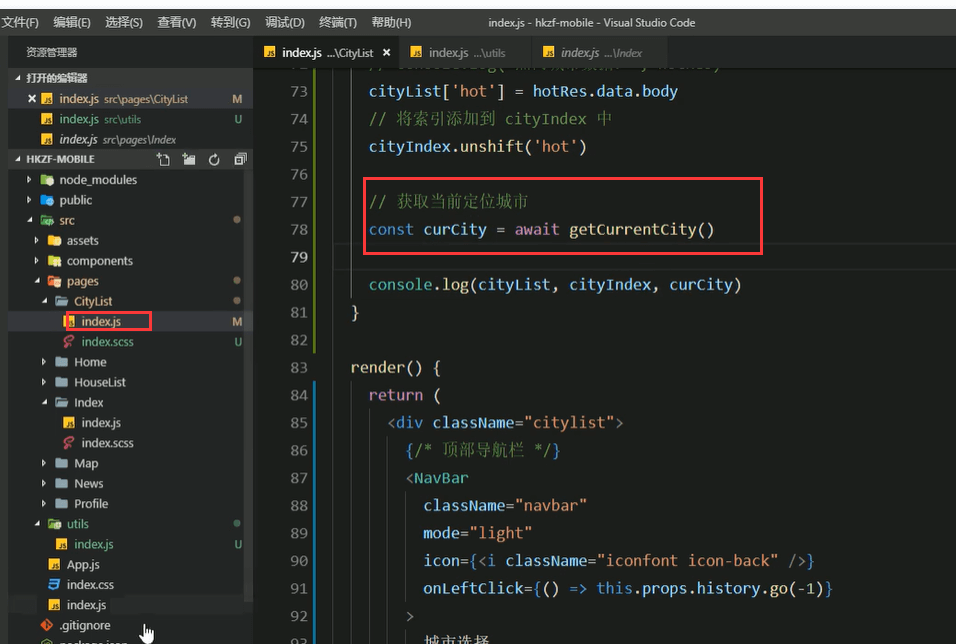 文件(F) 编辑(E) 选择(S) 查看(V) 转到(G) 调试(D) 终端(T) 帮助(H) index.js - hkzf-mobile - Visual Studio Code
资源管理器
index.js ...\CityList
index.js ...\utils
index.js ...\Index
打开的编辑器
index.js src\pages\CityList M
index.js src\utils U
index.js src\pages\Index
HKZF-MOBILE
node_modules
public
src
assets
components
pages
CityList
index.js M
index.scss U
Home
HouseList
Index
index.js
index.scss
Map
News
Profile
utils
index.js U
App.js
index.css
index.js
.gitignore
73 cityList['hot'] = hotRes.data.body
74 // 将索引添加到 cityIndex 中
75 cityIndex.unshift('hot')
76
77 // 获取当前定位城市
78 const curCity = await getCurrentCity()
79
80 console.log(cityList, cityIndex, curCity)
81 }
82
83 render() {
84 return (
85 <div className="citylist">
86 {/* 顶部导航栏 */}
87 <NavBar
88 className="navbar"
89 mode="light"
90 icon={<i className="iconfont icon-back" />}
91 onLeftClick={() => this.props.history.go(-1)}
92 >
93 城市选择